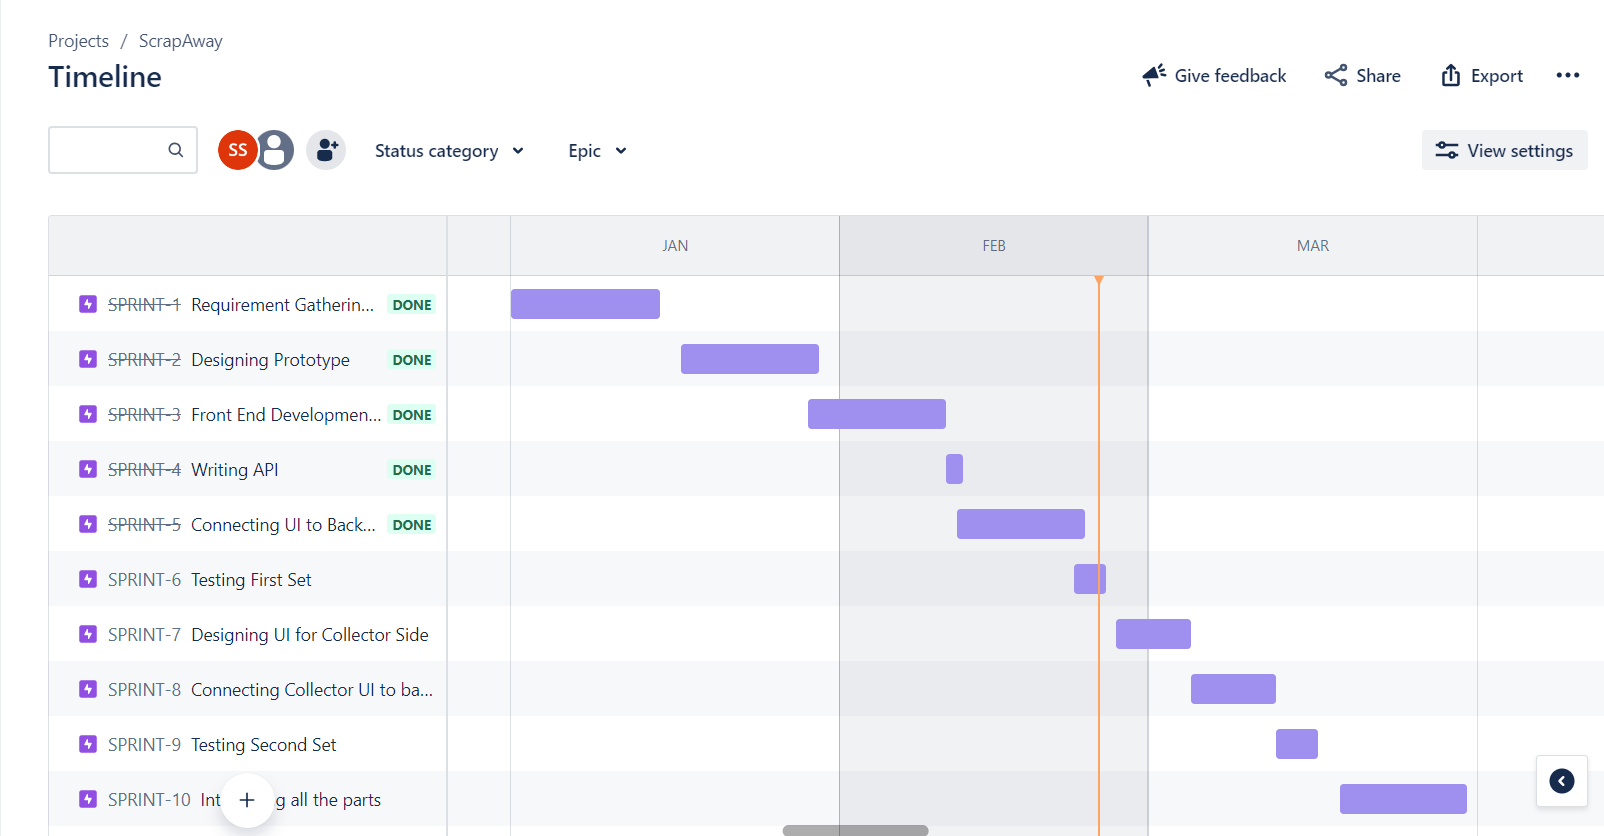 Projects / ScrapAway
Timeline
Give feedback
Share
Export
SS
Status category
Epic
View settings
JAN FEB MAR
SPRINT-1 Requirement Gatherin... DONE
SPRINT-2 Designing Prototype DONE
SPRINT-3 Front End Developmen... DONE
SPRINT-4 Writing API DONE
SPRINT-5 Connecting UI to Back... DONE
SPRINT-6 Testing First Set
SPRINT-7 Designing UI for Collector Side
SPRINT-8 Connecting Collector UI to ba...
SPRINT-9 Testing Second Set
SPRINT-10 all the parts